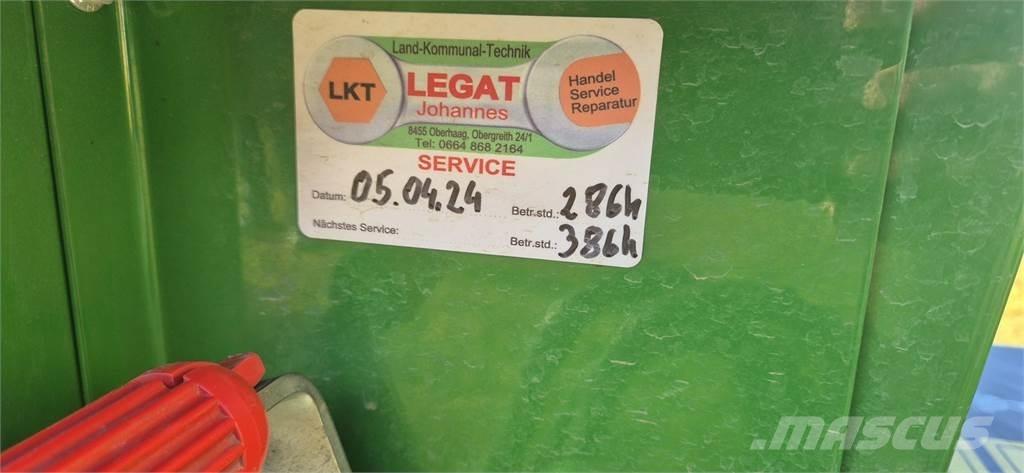 Land-Kommunal-Technik
LKT
LEGAT
Johannes
Handel
Service
Reparatur
8455 Oberhaag, Obergreith 24/1
Tel: 0664 868 2164
SERVICE
Datum: 05.04.24 Betr.std.: 286h
Nächstes Service: Betr.std.: 386h
MASCUS